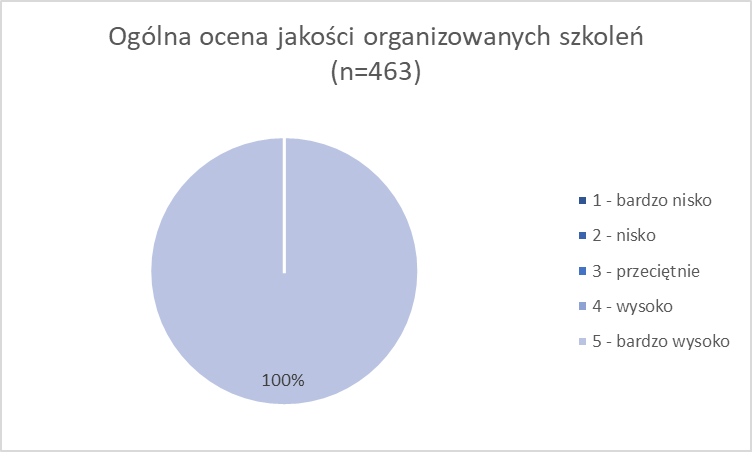 Ogólna ocena jakości organizowanych szkoleń
(n=463)
1 - bardzo nisko
2 - nisko
3 - przeciętnie
4 - wysoko
5 - bardzo wysoko
100%